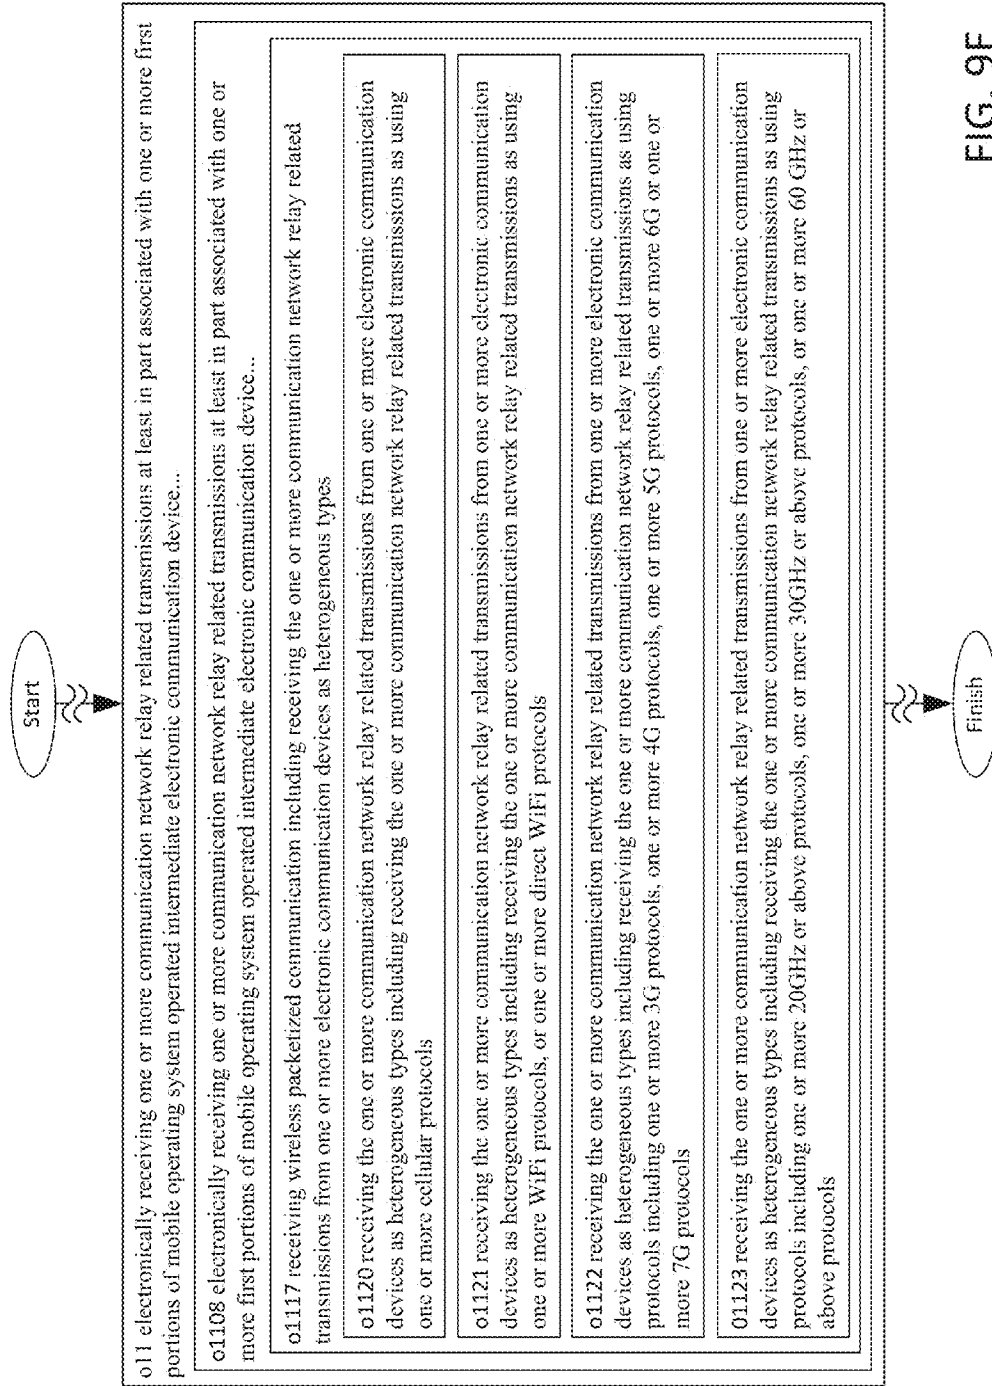 Start
o11 electronically receiving one or more communication network relay related transmissions at least in part associated with one or more first
portions of mobile operating system operated intermediate electronic communication device...
o1108 electronically receiving one or more communication network relay related transmissions at least in part associated with one or
more first portions of mobile operating system operated intermediate electronic communication device...
o1117 receiving wireless packetized communication including receiving the one or more communication network relay related
transmissions from one or more electronic communication devices as heterogeneous types
o1120 receiving the one or more communication network relay related transmissions from one or more electronic communication
devices as heterogeneous types including receiving the one or more communication network relay related transmissions as using
one or more cellular protocols
o1121 receiving the one or more communication network relay related transmissions from one or more electronic communication
devices as heterogeneous types including receiving the one or more communication network relay related transmissions as using
one or more WiFi protocols, or one or more direct WiFi protocols
o1122 receiving the one or more communication network relay related transmissions from one or more electronic communication
devices as heterogeneous types including receiving the one or more communication network relay related transmissions as using
protocols including one or more 3G protocols, one or more 4G protocols, one or more 5G protocols, one or more 6G or one or
more 7G protocols
O1123 receiving the one or more communication network relay related transmissions from one or more electronic communication
devices as heterogeneous types including receiving the one or more communication network relay related transmissions as using
protocols including one or more 20GHz or above protocols, one or more 30GHz or above protocols, or one or more 60 GHz or
above protocols
Finish
FIG. 9F